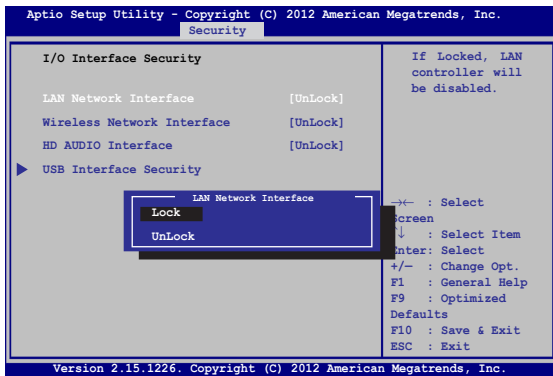 Aptio Setup Utility - Copyright (C) 2012 American Megatrends, Inc.
Security
I/O Interface Security
LAN Network Interface [UnLock]
Wireless Network Interface [UnLock]
HD AUDIO Interface [UnLock]
USB Interface Security
LAN Network Interface
Lock
UnLock
If Locked, LAN
controller will
be disabled.
→← : Select
Screen
↑↓ : Select Item
Enter: Select
+/— : Change Opt.
F1 : General Help
F9 : Optimized
Defaults
F10 : Save & Exit
ESC : Exit
Version 2.15.1226. Copyright (C) 2012 American Megatrends, Inc.